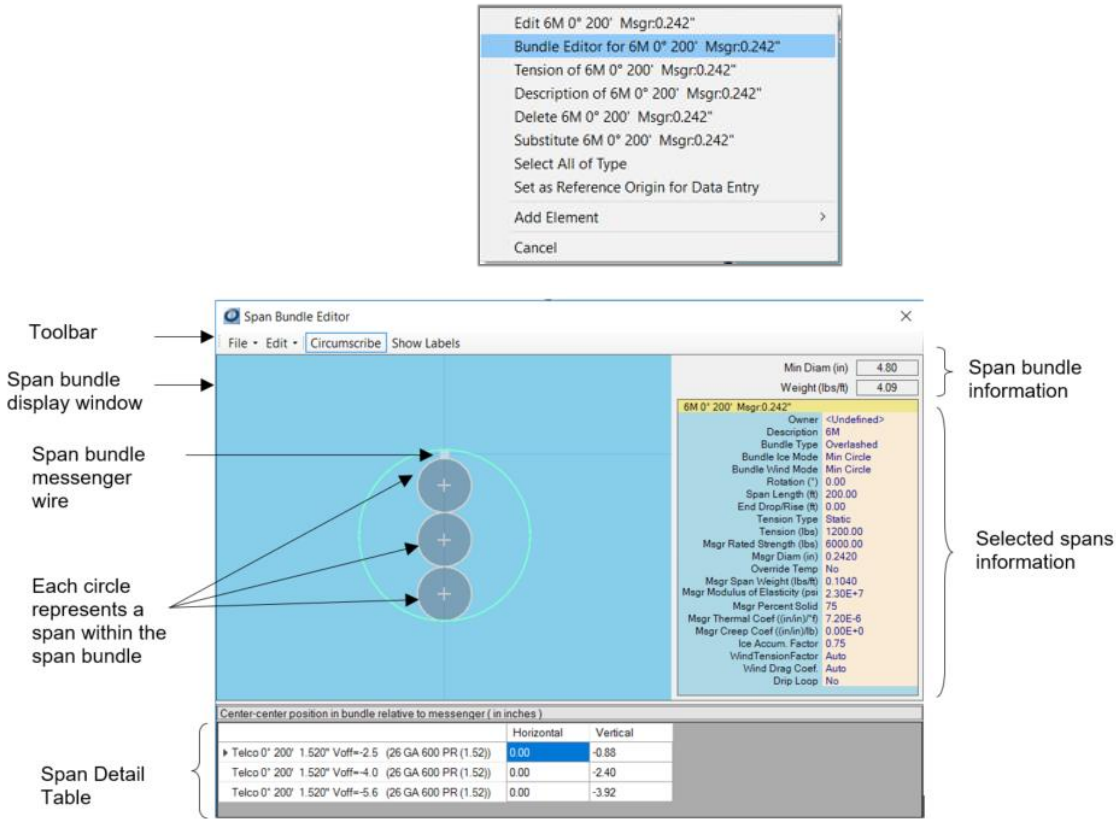 Edit 6M 0° 200'  Msgr:0.242"
Bundle Editor for 6M 0° 200'  Msgr:0.242"
Tension of 6M 0° 200'  Msgr:0.242"
Description of 6M 0° 200'  Msgr:0.242"
Delete 6M 0° 200'  Msgr:0.242"
Substitute 6M 0° 200'  Msgr:0.242"
Select All of Type
Set as Reference Origin for Data Entry
Add Element >
Cancel
Toolbar
Span bundle
display window
Span bundle
messenger
wire
Each circle
represents a
span within the
span bundle
Span Detail
Table
Span Bundle Editor
File Edit Circumscribe Show Labels
Min Diam (in) 4.80
Weight (lbs/ft) 4.09
6M 0° 200'  Msgr:0.242"
Owner <Undefined>
Description 6M
Bundle Type Overlashed
Bundle Ice Mode Min Circle
Bundle Wind Mode Min Circle
Rotation (°) 0.00
Span Length (ft) 200.00
End Drop/Rise (ft) 0.00
Tension Type Static
Tension (lbs) 1200.00
Msgr Rated Strength (lbs) 6000.00
Msgr Diam (in) 0.2420
Override Temp No
Msgr Span Weight (lbs/ft) 0.1040
Msgr Modulus of Elasticity (psi 2.30E+7
Msgr Percent Solid 75
Msgr Thermal Coef ((in/in)/°f) 7.20E-6
Msgr Creep Coef ((in/in)/lb) 0.00E+0
Ice Accum. Factor 0.75
WindTensionFactor Auto
Wind Drag Coef. Auto
Drip Loop No
Span bundle
information
Selected spans
information
Center-center position in bundle relative to messenger ( in inches )
Horizontal Vertical
Telco 0° 200'  1.520" Voff=-2.5  (26 GA 600 PR (1.52)) 0.00 -0.88
Telco 0° 200'  1.520" Voff=-4.0  (26 GA 600 PR (1.52)) 0.00 -2.40
Telco 0° 200'  1.520" Voff=-5.6  (26 GA 600 PR (1.52)) 0.00 -3.92